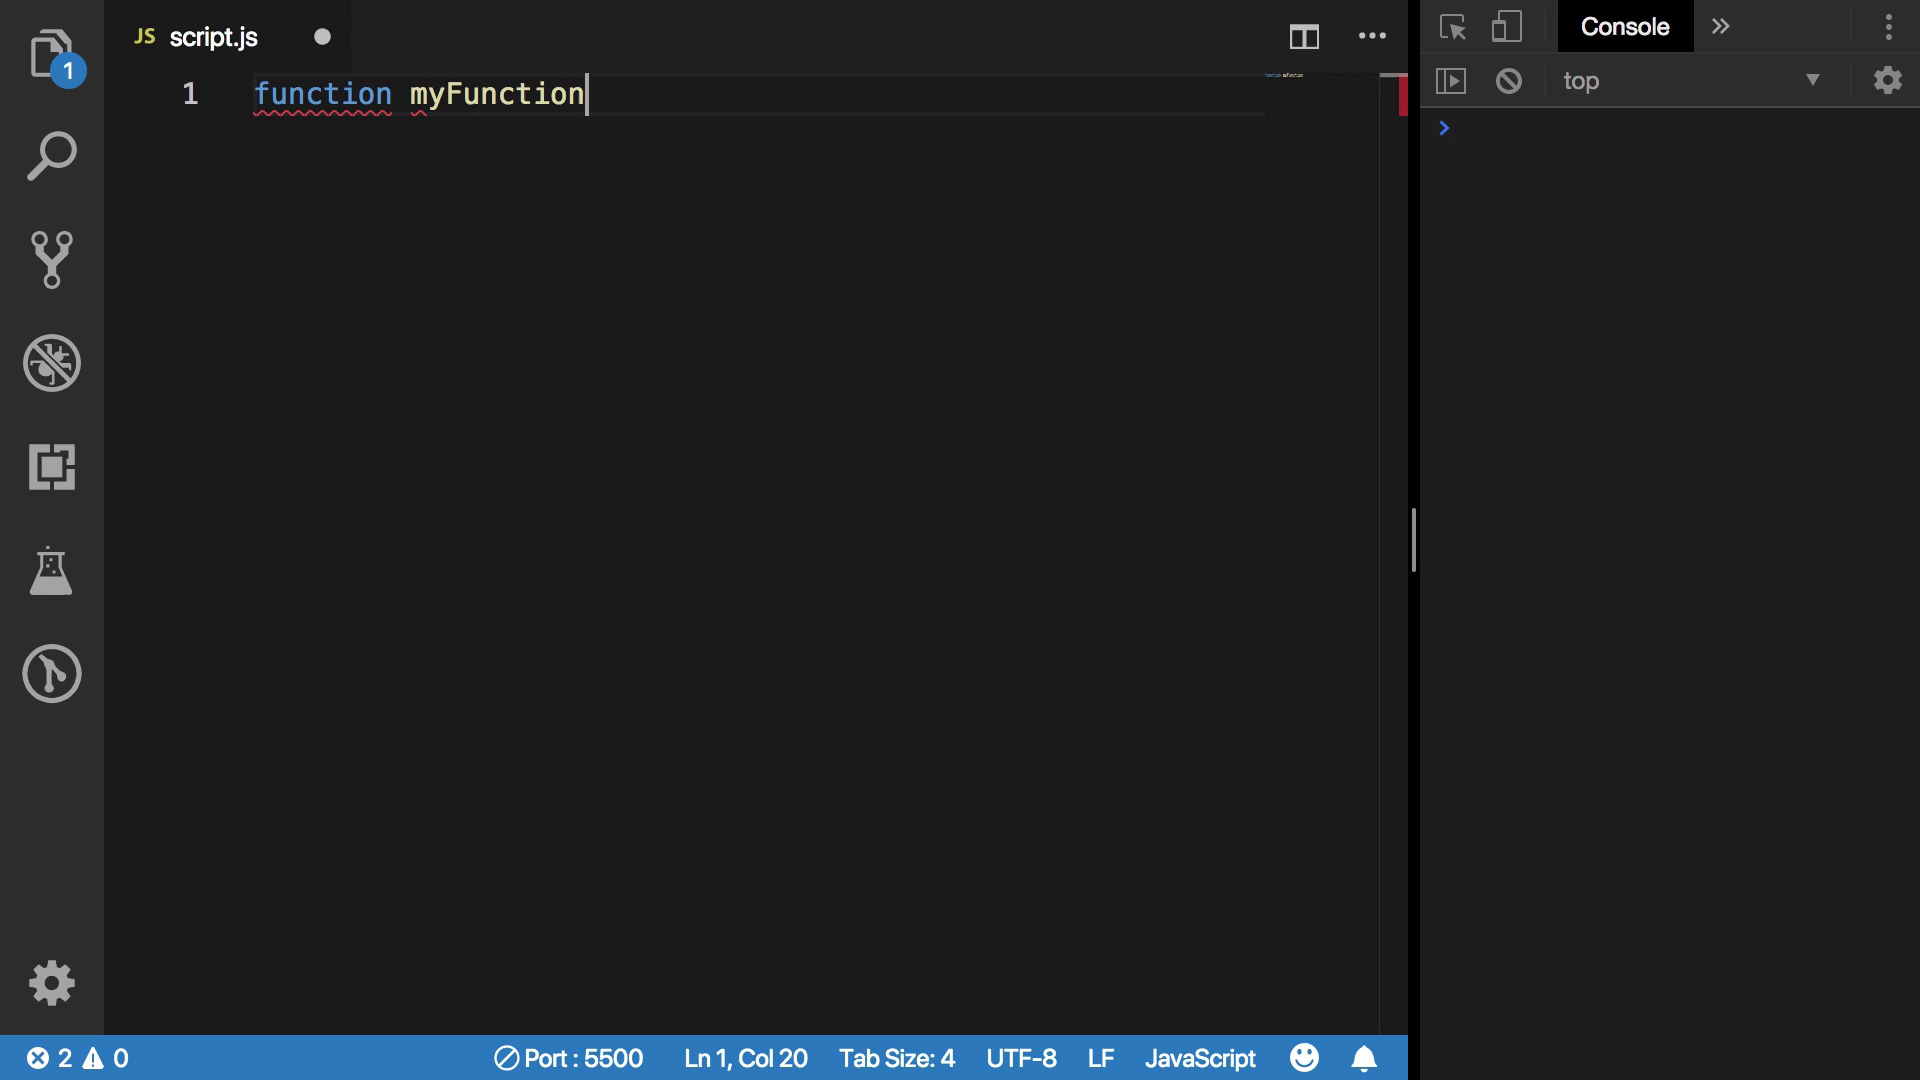 JS script.js
1
1 function myFunction
2 0 Port : 5500 Ln 1, Col 20 Tab Size: 4 UTF-8 LF JavaScript
Console
top